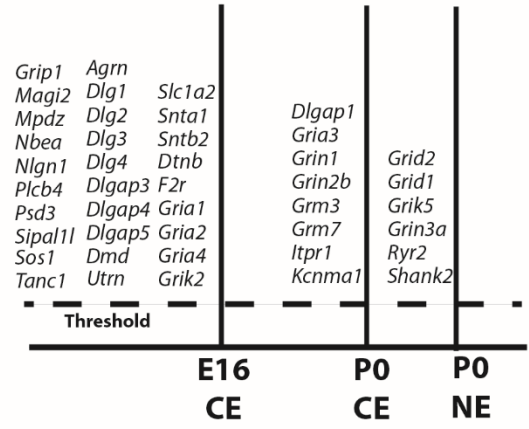 Grip1
Magi2
Mpdz
Nbea
Nlgn1
Plcb4
Psd3
Sipal1l
Sos1
Tanc1
Agrn
Dlg1
Dlg2
Dlg3
Dlg4
Dlgap3
Dlgap4
Dlgap5
Dmd
Utrn
Slc1a2
Snta1
Sntb2
Dtnb
F2r
Gria1
Gria2
Gria4
Grik2
Dlgap1
Gria3
Grin1
Grin2b
Grm3
Grm7
Itpr1
Kcnma1
Grid2
Grid1
Grik5
Grin3a
Ryr2
Shank2
Threshold
E16
CE
P0
CE
P0
NE